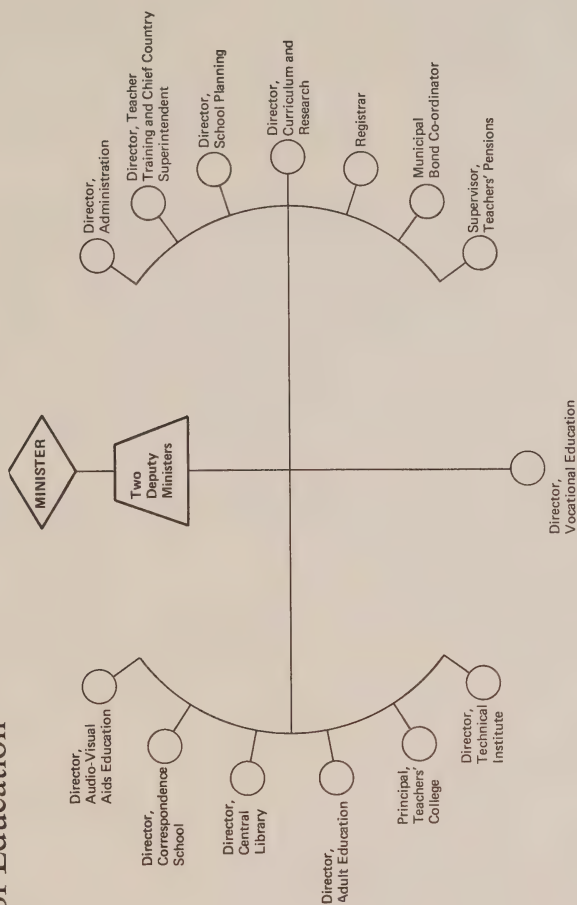 of Education
MINISTER
Two
Deputy
Ministers
Director,
Audio-Visual
Aids Education
Director,
Correspondence
School
Director,
Central
Library
Director,
Adult Education
Principal,
Teachers'
College
Director,
Technical
Institute
Director,
Vocational Education
Director,
Administration
Director, Teacher
Training and Chief Country
Superintendent
Director,
School Planning
Director,
Curriculum and
Research
Registrar
Municipal
Bond Co-ordinator
Supervisor,
Teachers' Pensions